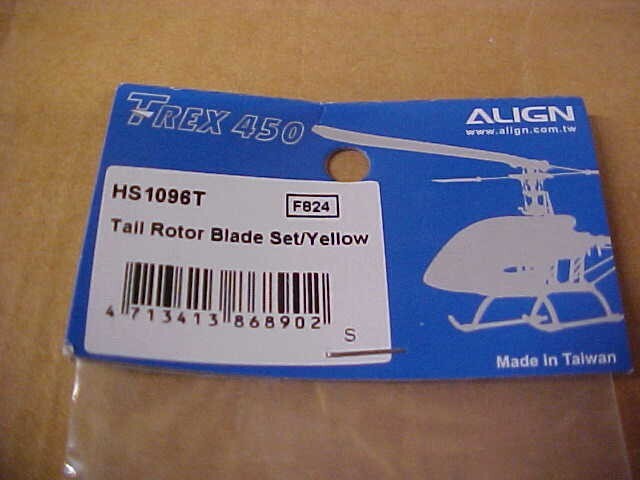 T-REX 450
ALIGN
www.align.com.tw
HS1096T
F824
Tail Rotor Blade Set/Yellow
4 713413 868902
S
Made in Taiwan